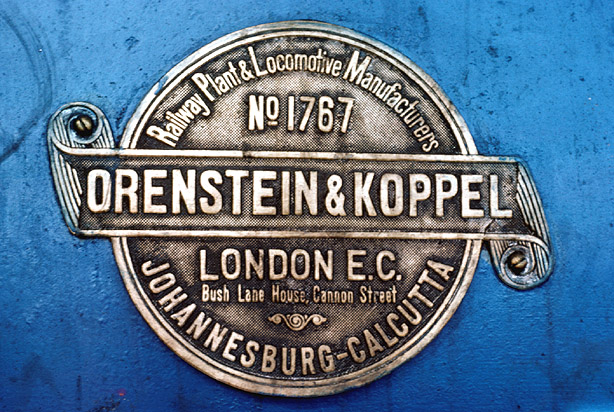 Railway Plant & Locomotive Manufacturers
No 1767
ORENSTEIN & KOPPEL
LONDON E.C.
Bush Lane House, Cannon Street
JOHANNESBURG-CALCUTTA